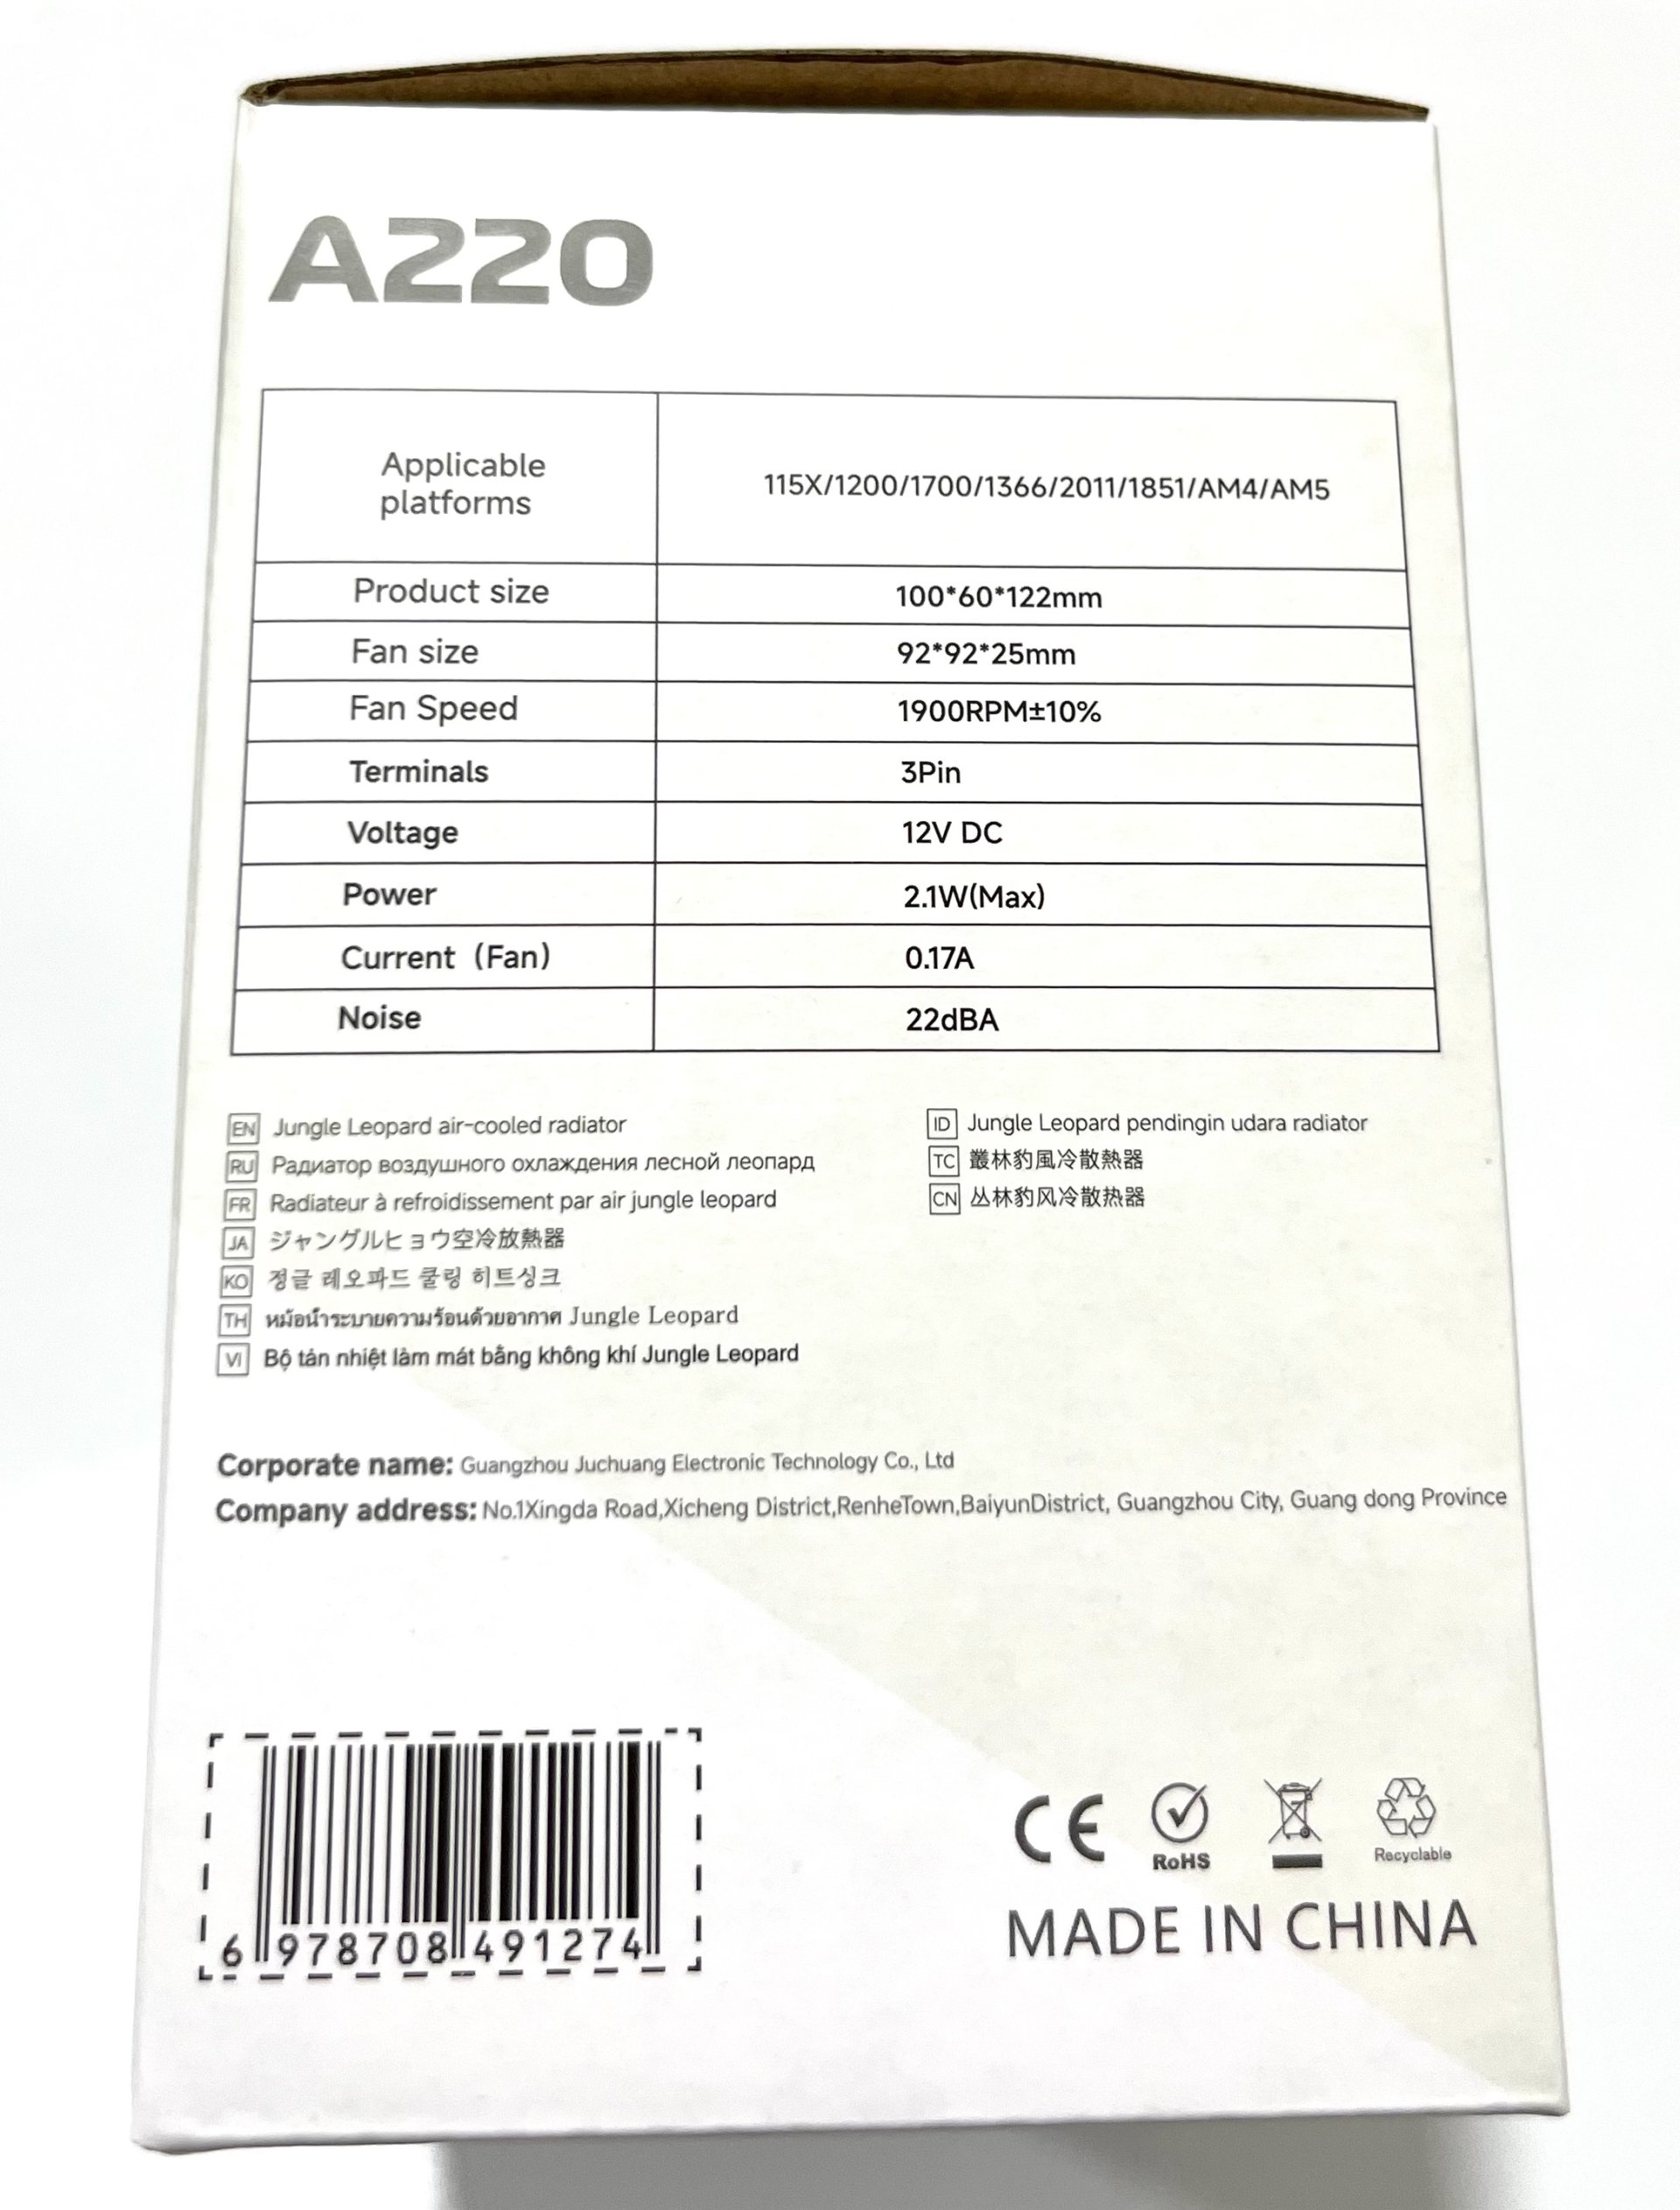 A220
Applicable
platforms
115X/1200/1700/1366/2011/1851/AM4/AM5
Product size 100*60*122mm
Fan size 92*92*25mm
Fan Speed 1900RPM±10%
Terminals 3Pin
Voltage 12V DC
Power 2.1W(Max)
Current (Fan) 0.17A
Noise 22dBA
EN Jungle Leopard air-cooled radiator
RU Радиатор воздушного охлаждения лесной леопард
FR Radiateur à refroidissement par air jungle leopard
JA ジャングルヒョウ空冷放熱器
KO 정글 레오파드 쿨링 히트싱크
TH หม้อน้ำระบายความร้อนด้วยอากาศ Jungle Leopard
VI Bộ tản nhiệt làm mát bằng không khí Jungle Leopard
ID Jungle Leopard pendingin udara radiator
TC 叢林豹風冷散熱器
CN 丛林豹风冷散热器
Corporate name: Guangzhou Juchuang Electronic Technology Co., Ltd
Company address: No.1Xingda Road,Xicheng District,RenheTown,BaiyunDistrict, Guangzhou City, Guang dong Province
6 978708 491274
CE
RoHS
Recyclable
MADE IN CHINA